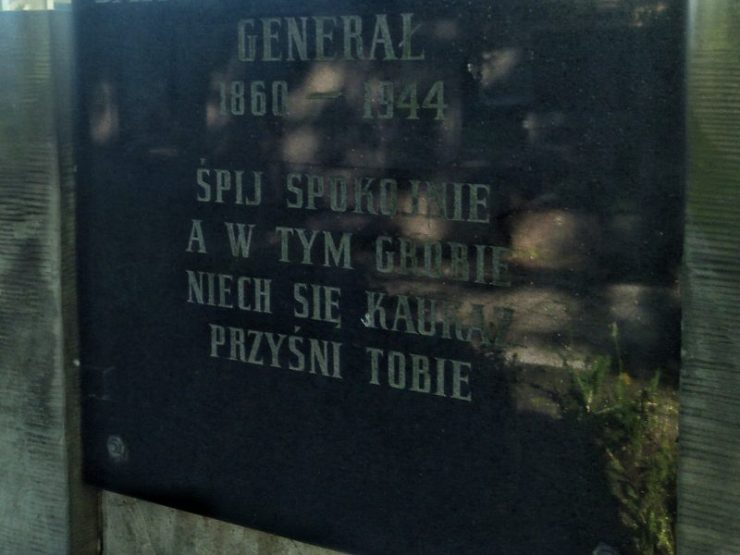 GENERAŁ
1860 – 1944
ŚPIJ SPOKOJNIE
A W TYM GROBIE
NIECH SIĘ KAUKAZ
PRZYŚNI TOBIE